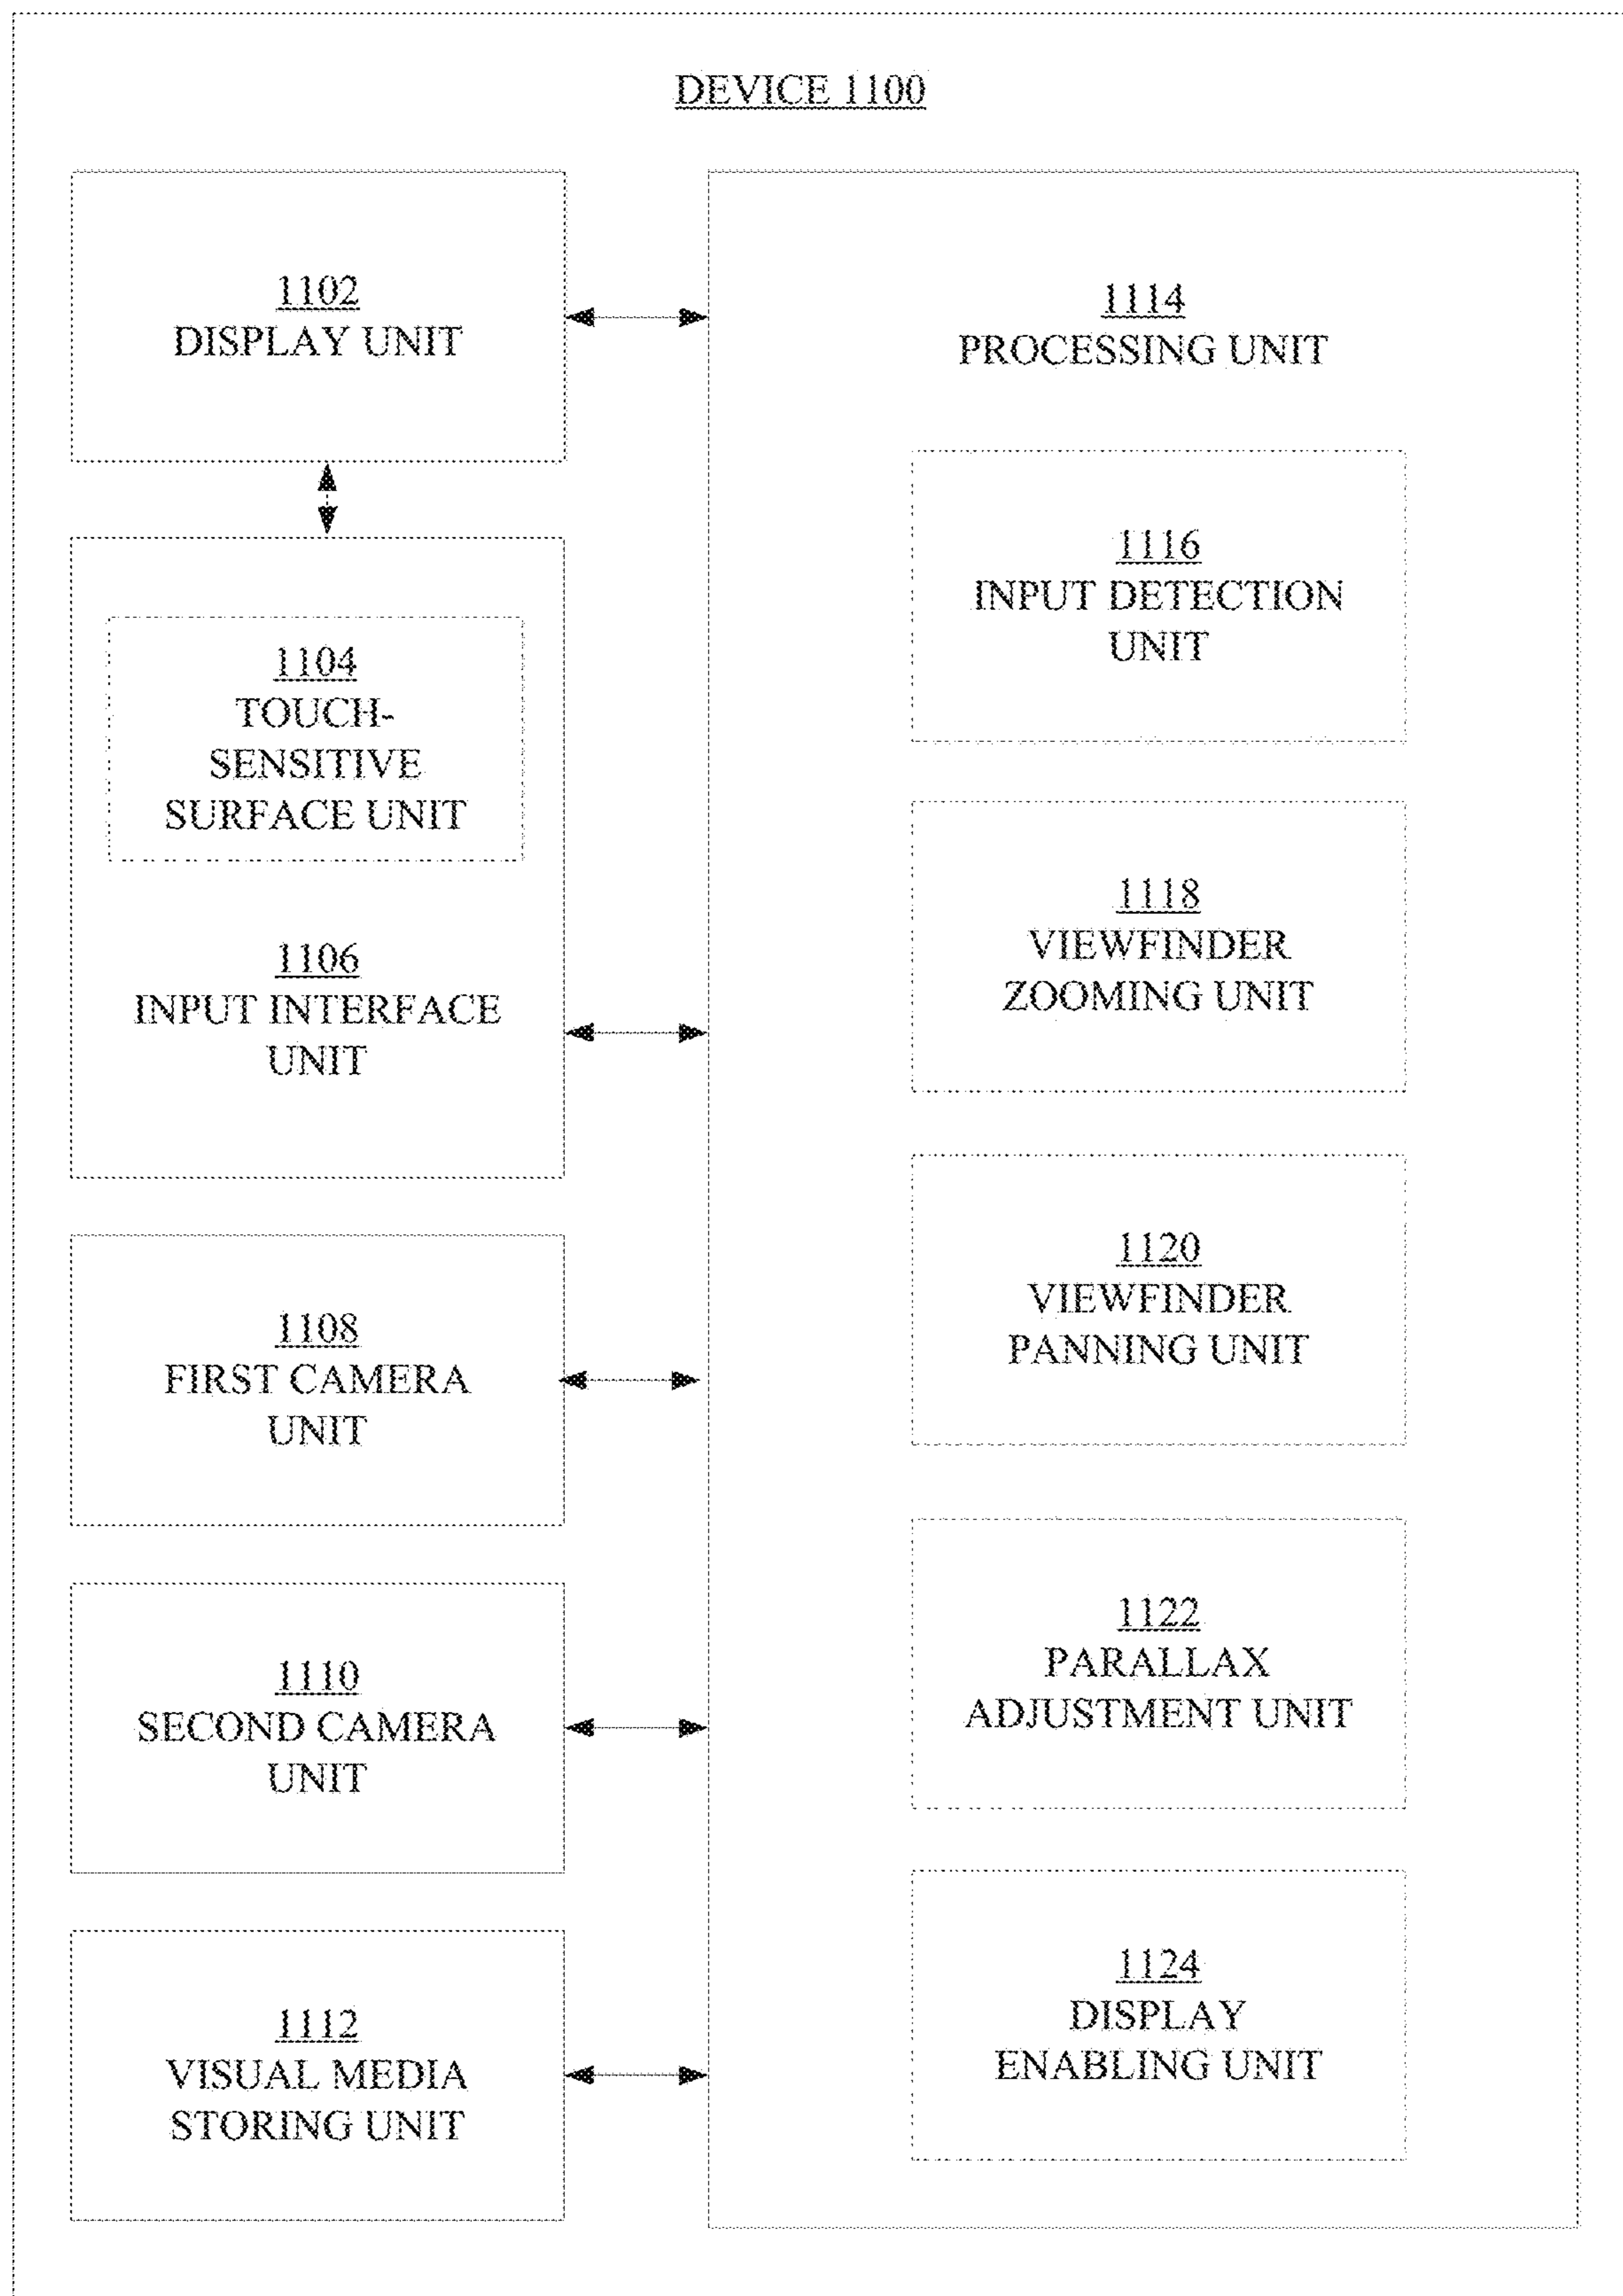 DEVICE 1100
1102
DISPLAY UNIT
1104
TOUCH-
SENSITIVE
SURFACE UNIT
1106
INPUT INTERFACE
UNIT
1108
FIRST CAMERA
UNIT
1110
SECOND CAMERA
UNIT
1112
VISUAL MEDIA
STORING UNIT
1114
PROCESSING UNIT
1116
INPUT DETECTION
UNIT
1118
VIEWFINDER
ZOOMING UNIT
1120
VIEWFINDER
PANNING UNIT
1122
PARALLAX
ADJUSTMENT UNIT
1124
DISPLAY
ENABLING UNIT